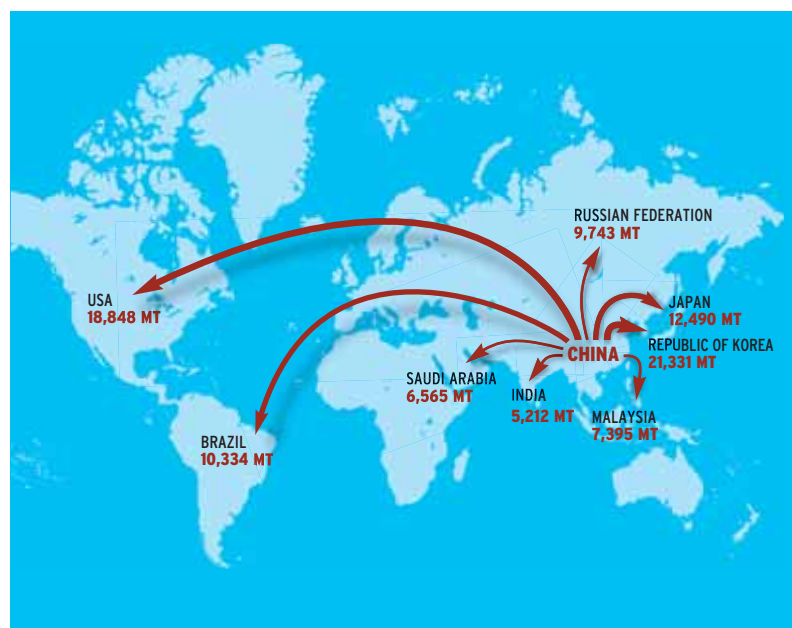 RUSSIAN FEDERATION
9,743 MT
USA
18,848 MT
JAPAN
12,490 MT
REPUBLIC OF KOREA
21,331 MT
CHINA
SAUDI ARABIA
6,565 MT
INDIA
5,212 MT
MALAYSIA
7,395 MT
BRAZIL
10,334 MT